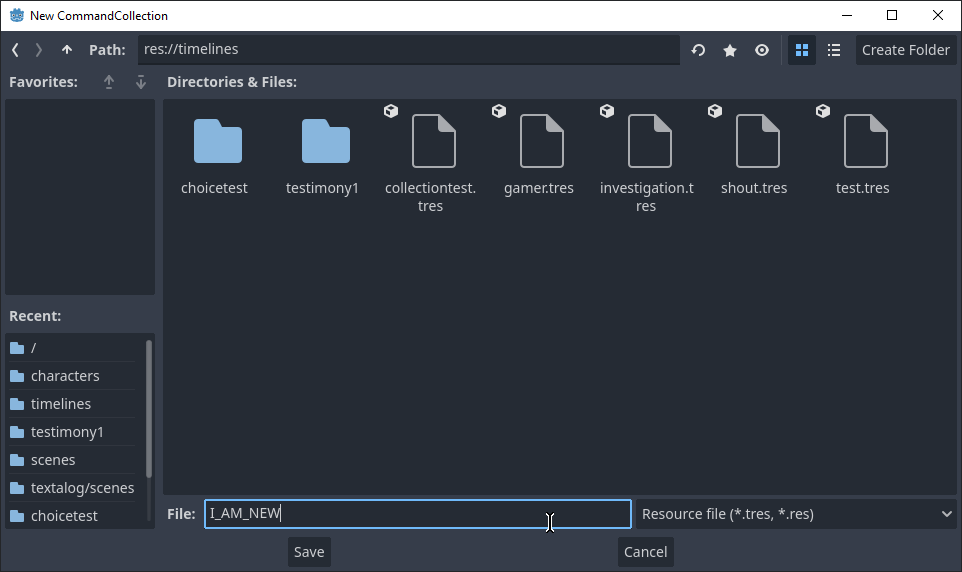 New CommandCollection
Path: res://timelines Create Folder
Favorites: Directories & Files:
choicetest testimony1 collectiontest.
tres gamer.tres investigation.t
res shout.tres test.tres
Recent:
/
characters
timelines
testimony1
scenes
textalog/scenes
choicetest
File: I_AM_NEW Resource file (*.tres, *.res)
Save Cancel